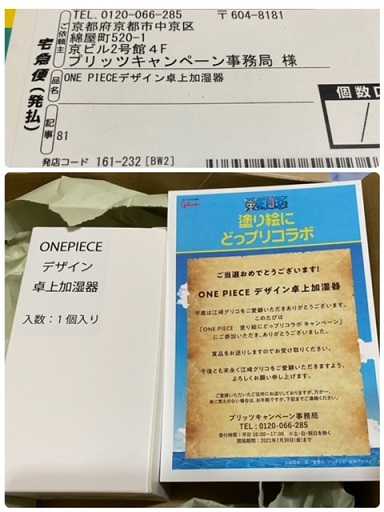 TEL. 0120-066-285 〒604-8181
ご依頼主
京都府京都市中京区
綿屋町520-1
京ビル2号館4F
プリッツキャンペーン事務局 様
宅急便(発払)
品名
ONE PIECEデザイン卓上加湿器
個数
記事
81
発店コード 161-232 [BW2]
ONEPIECE
デザイン
卓上加湿器
入数:1個入り
塗り絵に
どっプリコラボ
ご当選おめでとうございます!
ONE PIECE デザイン卓上加湿器
平素は江崎グリコをご愛顧いただきありがとうございます。
このたびは
「ONE PIECE 塗り絵にどっプリコラボ キャンペーン」
にご参加いただき、ありがとうございました。
賞品をお送りしますのでお受け取りください。
今後とも末永く江崎グリコをご愛顧いただきますよう、
よろしくお願い申し上げます。
プリッツキャンペーン事務局
TEL:0120-066-285